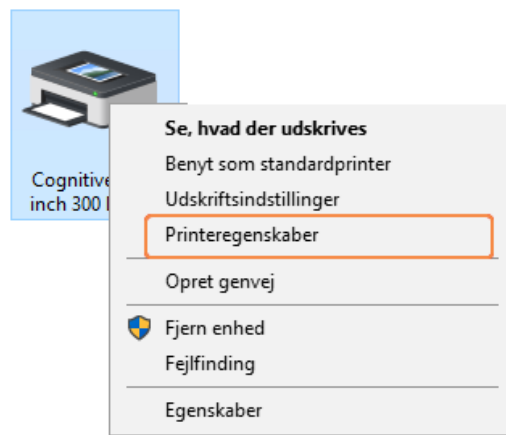 Cognitive
inch 300
Se, hvad der udskrives
Benyt som standardprinter
Udskriftsindstillinger
Printeregenskaber
Opret genvej
Fjern enhed
Fejlfinding
Egenskaber